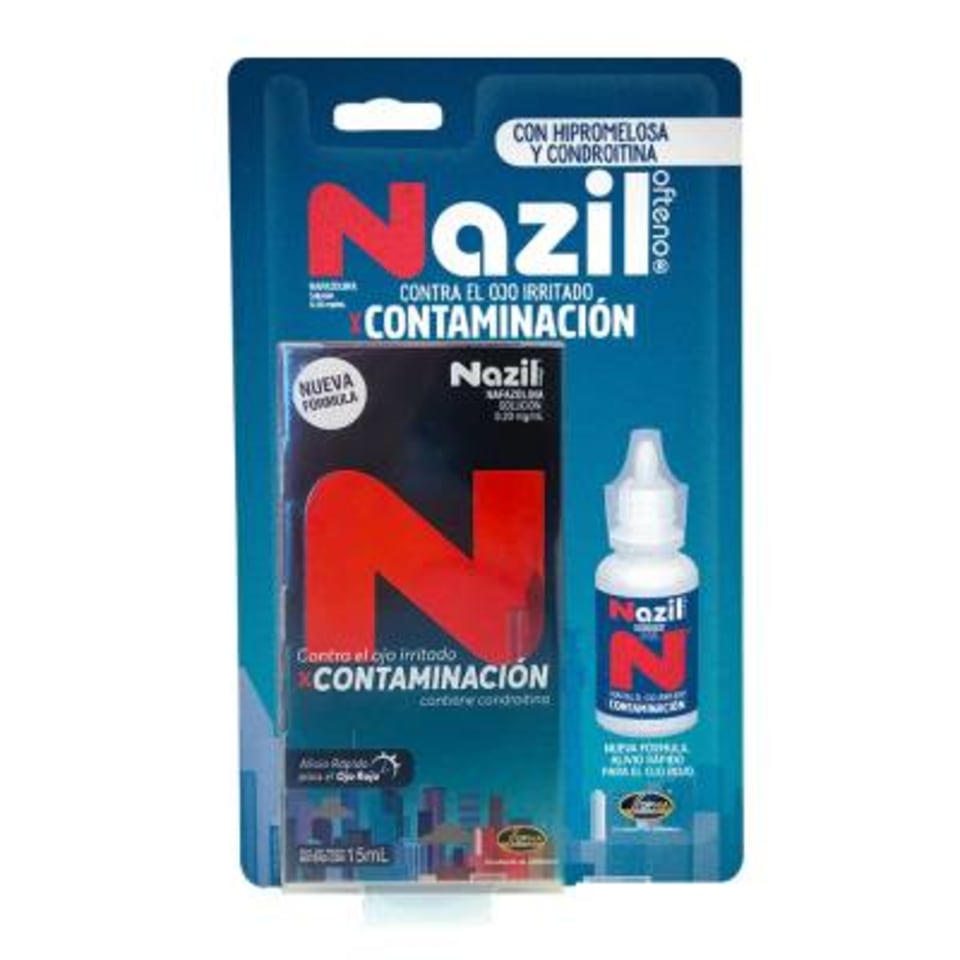 CON HIPROMELOSA
Y CONDROITINA
Nazil ofteno®
NAFAZOLINA
CONTRA EL OJO IRRITADO
X CONTAMINACIÓN
NUEVA
FÓRMULA
Nazil
NAFAZOLINA
SOLUCIÓN
0.20 mg/mL
N
Contra el ojo irritado
X CONTAMINACIÓN
contiene condroitina
Alivio Rápido
para el Ojo Rojo
15mL
Nazil
N
CONTAMINACIÓN
NUEVA FÓRMULA,
ALIVIO RÁPIDO
PARA EL OJO ROJO